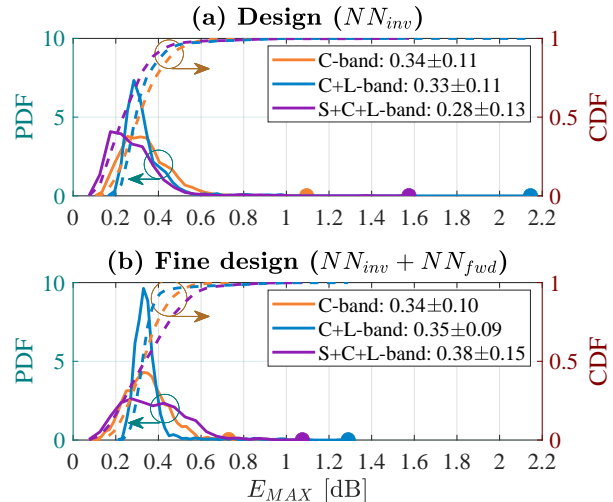 (a) Design (NN_inv)
10
5
0
PDF
1
0.5
0
CDF
C-band: 0.34±0.11
C+L-band: 0.33±0.11
S+C+L-band: 0.28±0.13
0 0.2 0.4 0.6 0.8 1 1.2 1.4 1.6 1.8 2 2.2
(b) Fine design (NN_inv + NN_fwd)
10
5
0
PDF
1
0.5
0
CDF
C-band: 0.34±0.10
C+L-band: 0.35±0.09
S+C+L-band: 0.38±0.15
0 0.2 0.4 0.6 0.8 1 1.2 1.4 1.6 1.8 2 2.2
E_MAX [dB]